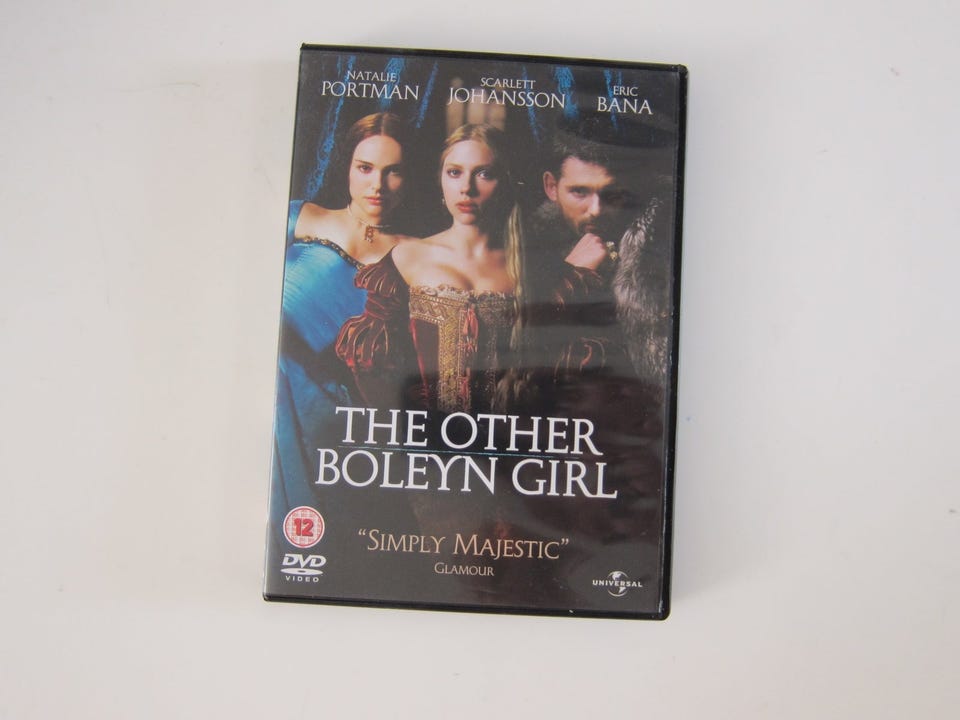 NATALIE
PORTMAN
SCARLETT
JOHANSSON
ERIC
BANA
THE OTHER
BOLEYN GIRL
12
"SIMPLY MAJESTIC"
GLAMOUR
DVD
VIDEO
UNIVERSAL